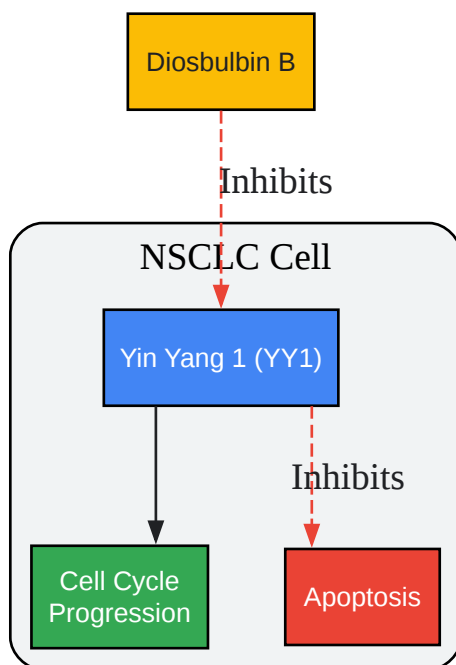 Diosbulbin B
Inhibits
NSCLC Cell
Yin Yang 1 (YY1)
Inhibits
Cell Cycle
Progression
Apoptosis